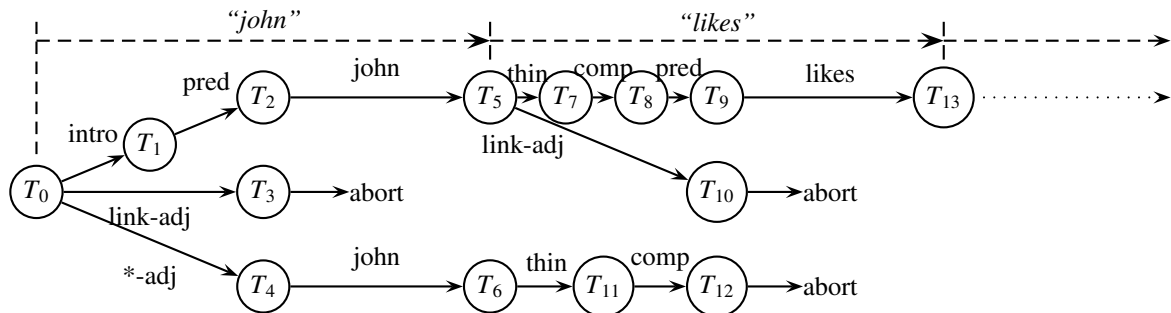 “john” “likes”
john thin comp pred likes
pred
T2 T5 T7 T8 T9 T13
intro
T1 link-adj
T0 T3 abort T10 abort
link-adj
*-adj john thin comp
T4 T6 T11 T12 abort